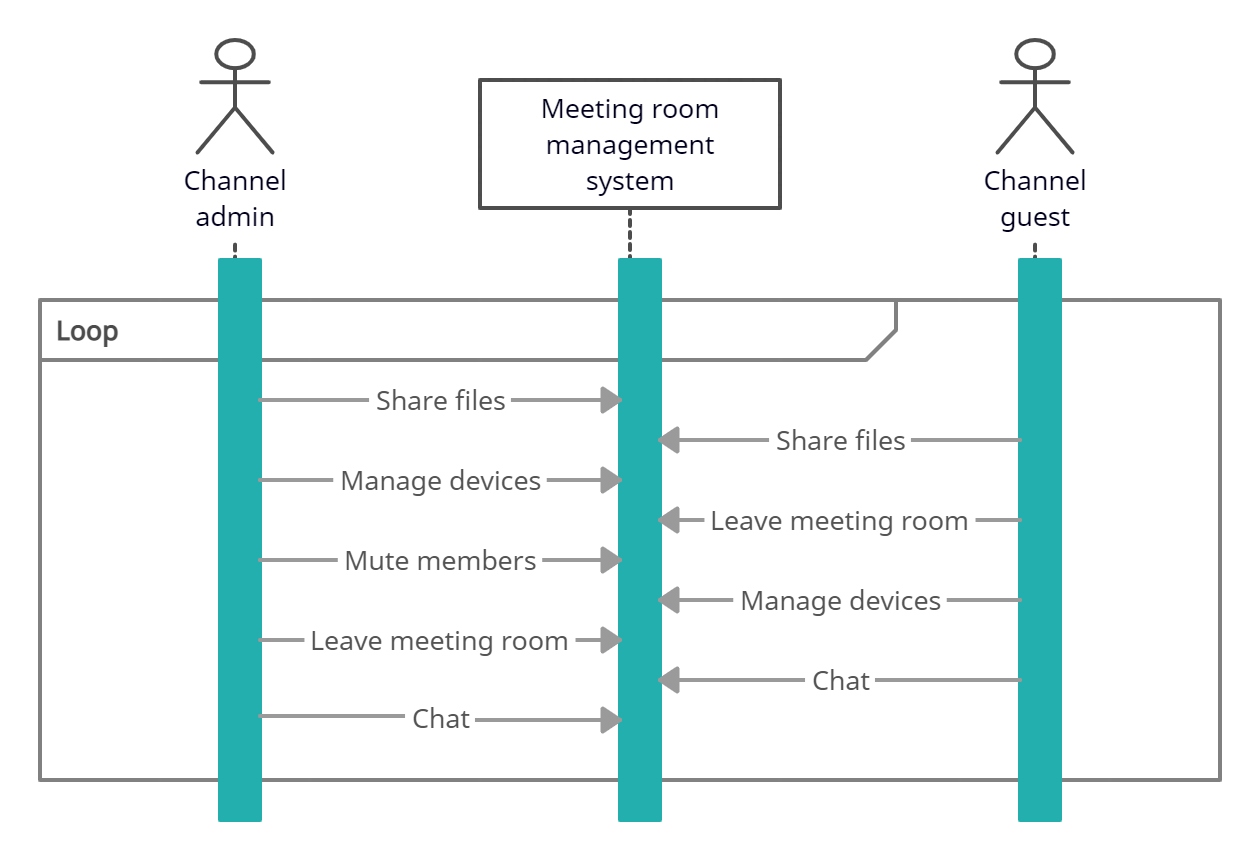 Channel
admin
Meeting room
management
system
Channel
guest
Loop
Share files
Share files
Manage devices
Leave meeting room
Mute members
Manage devices
Leave meeting room
Chat
Chat